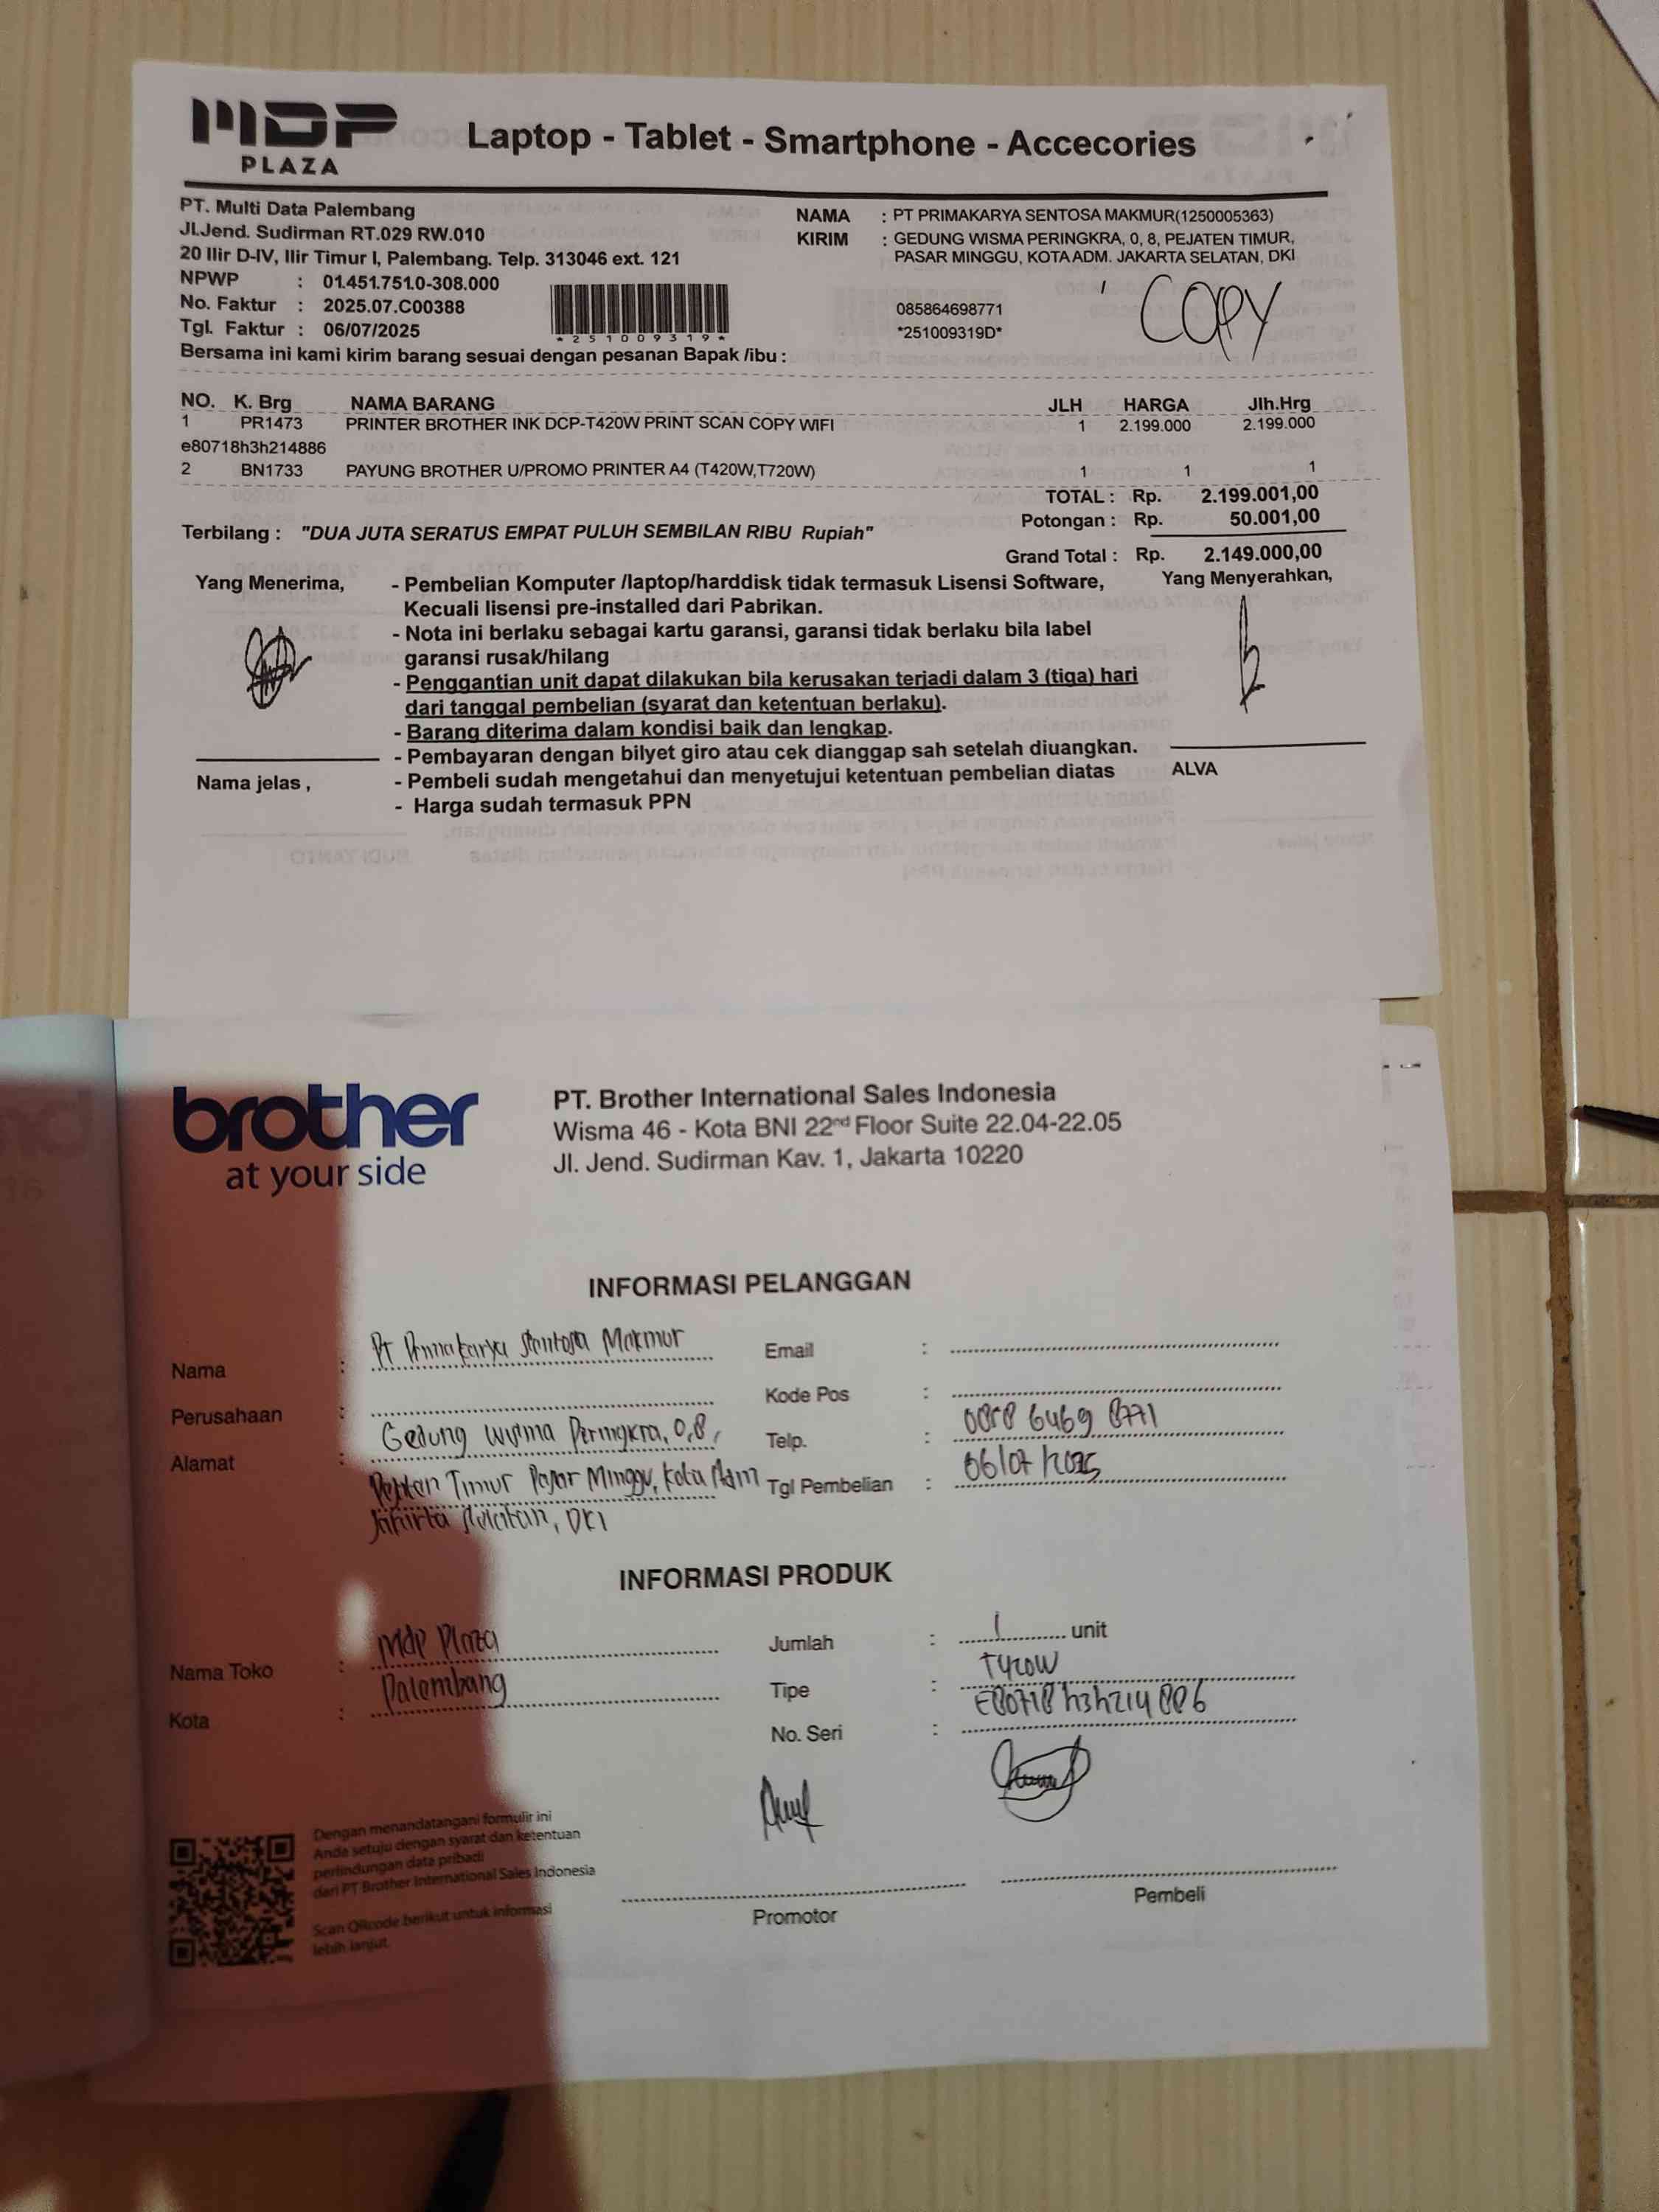 MDP
PLAZA
Laptop - Tablet - Smartphone - Accecories
PT. Multi Data Palembang
Jl.Jend. Sudirman RT.029 RW.010
20 Ilir D-IV, Ilir Timur I, Palembang. Telp. 313046 ext. 121
NPWP : 01.451.751.0-308.000
No. Faktur : 2025.07.C00388
Tgl. Faktur : 06/07/2025
*251009319*
NAMA : PT PRIMAKARYA SENTOSA MAKMUR(1250005363)
KIRIM : GEDUNG WISMA PERINGKRA, 0, 8, PEJATEN TIMUR,
PASAR MINGGU, KOTA ADM. JAKARTA SELATAN, DKI
085864698771
*251009319D*
COPY
Bersama ini kami kirim barang sesuai dengan pesanan Bapak /ibu :
NO. K. Brg NAMA BARANG JLH HARGA Jlh.Hrg
1 PR1473 PRINTER BROTHER INK DCP-T420W PRINT SCAN COPY WIFI 1 2.199.000 2.199.000
e80718h3h214886
2 BN1733 PAYUNG BROTHER U/PROMO PRINTER A4 (T420W,T720W) 1 1 1
TOTAL : Rp. 2.199.001,00
Potongan : Rp. 50.001,00
Terbilang : "DUA JUTA SERATUS EMPAT PULUH SEMBILAN RIBU Rupiah"
Grand Total : Rp. 2.149.000,00
Yang Menerima,
- Pembelian Komputer /laptop/harddisk tidak termasuk Lisensi Software,
Kecuali lisensi pre-installed dari Pabrikan.
- Nota ini berlaku sebagai kartu garansi, garansi tidak berlaku bila label
garansi rusak/hilang
- Penggantian unit dapat dilakukan bila kerusakan terjadi dalam 3 (tiga) hari
dari tanggal pembelian (syarat dan ketentuan berlaku).
- Barang diterima dalam kondisi baik dan lengkap.
- Pembayaran dengan bilyet giro atau cek dianggap sah setelah diuangkan.
- Pembeli sudah mengetahui dan menyetujui ketentuan pembelian diatas
- Harga sudah termasuk PPN
Yang Menyerahkan,
Nama jelas ,
ALVA
brother
at your side
PT. Brother International Sales Indonesia
Wisma 46 - Kota BNI 22nd Floor Suite 22.04-22.05
Jl. Jend. Sudirman Kav. 1, Jakarta 10220
INFORMASI PELANGGAN
Nama : Pt Primakarya Sentosa Makmur
Perusahaan :
Alamat : Gedung Wisma Peringkra, 0,8,
Pejaten Timur Pasar Minggu, Kota Adm
Jakarta Selatan, DKI
Email :
Kode Pos :
Telp. : 0858 6469 8771
Tgl Pembelian : 06/07/2025
INFORMASI PRODUK
Nama Toko : Mdp Plaza
Kota : Palembang
Jumlah : 1 unit
Tipe : T420W
No. Seri : E80718h3h214886
Dengan menandatangani formulir ini
Anda setuju dengan syarat dan ketentuan
perlindungan data pribadi
dari PT Brother International Sales Indonesia
Scan QRcode berikut untuk informasi
lebih lanjut.
Promotor
Pembeli